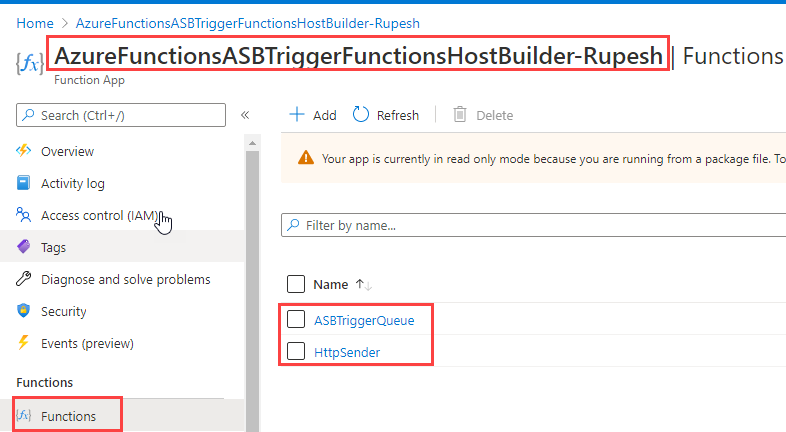 Home > AzureFunctionsASBTriggerFunctionsHostBuilder-Rupesh
{fx} AzureFunctionsASBTriggerFunctionsHostBuilder-Rupesh | Functions
Function App
Search (Ctrl+/)
«
Add
Refresh
Delete
Overview
Activity log
Access control (IAM)
Tags
Diagnose and solve problems
Security
Events (preview)
Functions
{fx} Functions
Your app is currently in read only mode because you are running from a package file. To
Filter by name...
Name ↑↓
ASBTriggerQueue
HttpSender